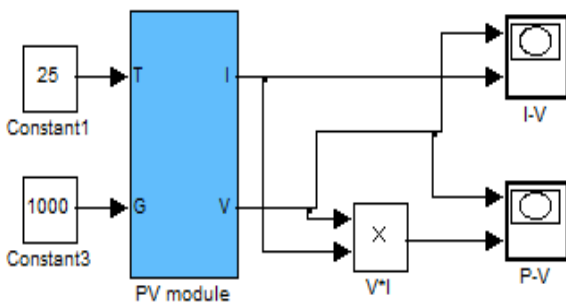 25
Constant1
1000
Constant3
T
I
G
V
PV module
X
V*I
I-V
P-V